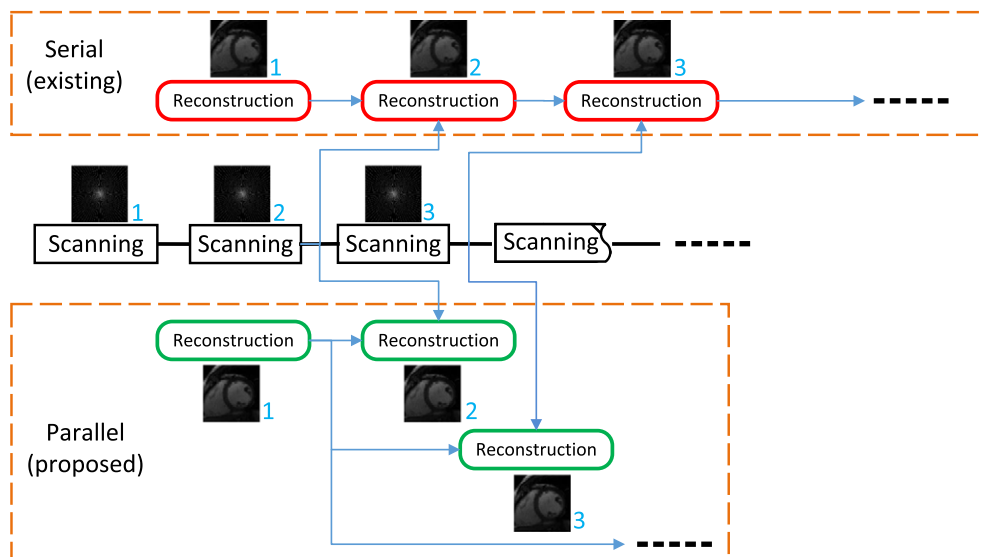 Serial
(existing)
1
2
3
Reconstruction
Reconstruction
Reconstruction
1
2
3
Scanning
Scanning
Scanning
Scanning
Reconstruction
Reconstruction
1
2
Parallel
(proposed)
Reconstruction
3